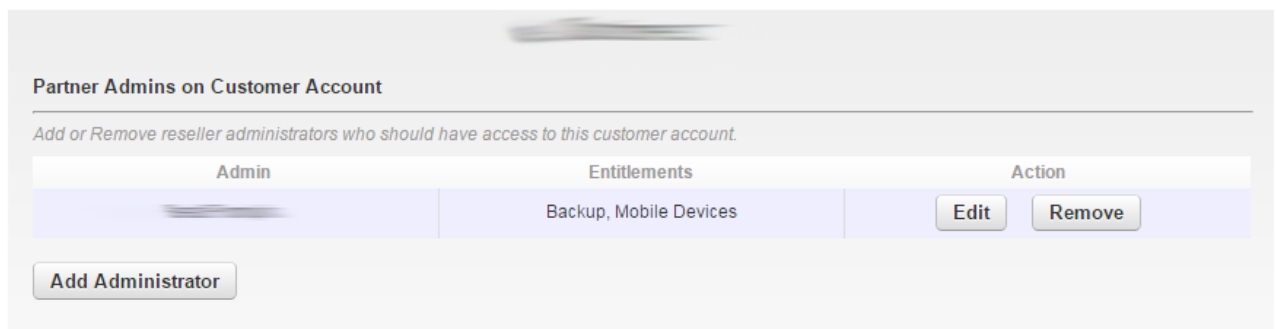 Partner Admins on Customer Account
Add or Remove reseller administrators who should have access to this customer account.
Admin Entitlements Action
Backup, Mobile Devices Edit Remove
Add Administrator